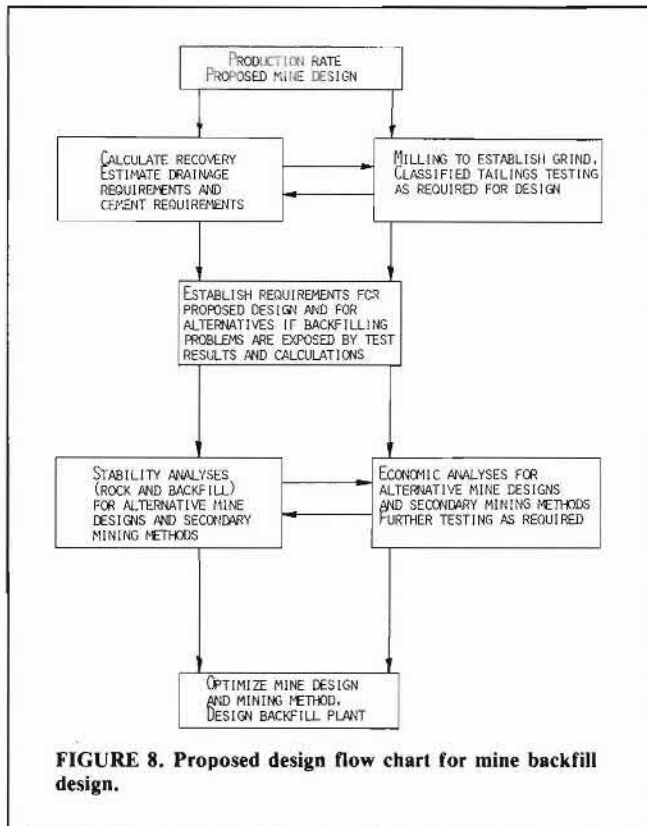 PRODUCTION RATE
PROPOSED MINE DESIGN
CALCULATE RECOVERY
ESTIMATE DRAINAGE
REQUIREMENTS AND
CEMENT REQUIREMENTS
MILLING TO ESTABLISH GRIND,
CLASSIFIED TAILINGS TESTING
AS REQUIRED FOR DESIGN
ESTABLISH REQUIREMENTS FOR
PROPOSED DESIGN AND FOR
ALTERNATIVES IF BACKFILLING
PROBLEMS ARE EXPOSED BY TEST
RESULTS AND CALCULATIONS
STABILITY ANALYSES
(ROCK AND BACKFILL)
FOR ALTERNATIVE MINE
DESIGNS AND SECONDARY
MINING METHODS
ECONOMIC ANALYSES FOR
ALTERNATIVE MINE DESIGNS
AND SECONDARY MINING METHODS
FURTHER TESTING AS REQUIRED
OPTIMIZE MINE DESIGN
AND MINING METHOD,
DESIGN BACKFILL PLANT
FIGURE 8. Proposed design flow chart for mine backfill
design.